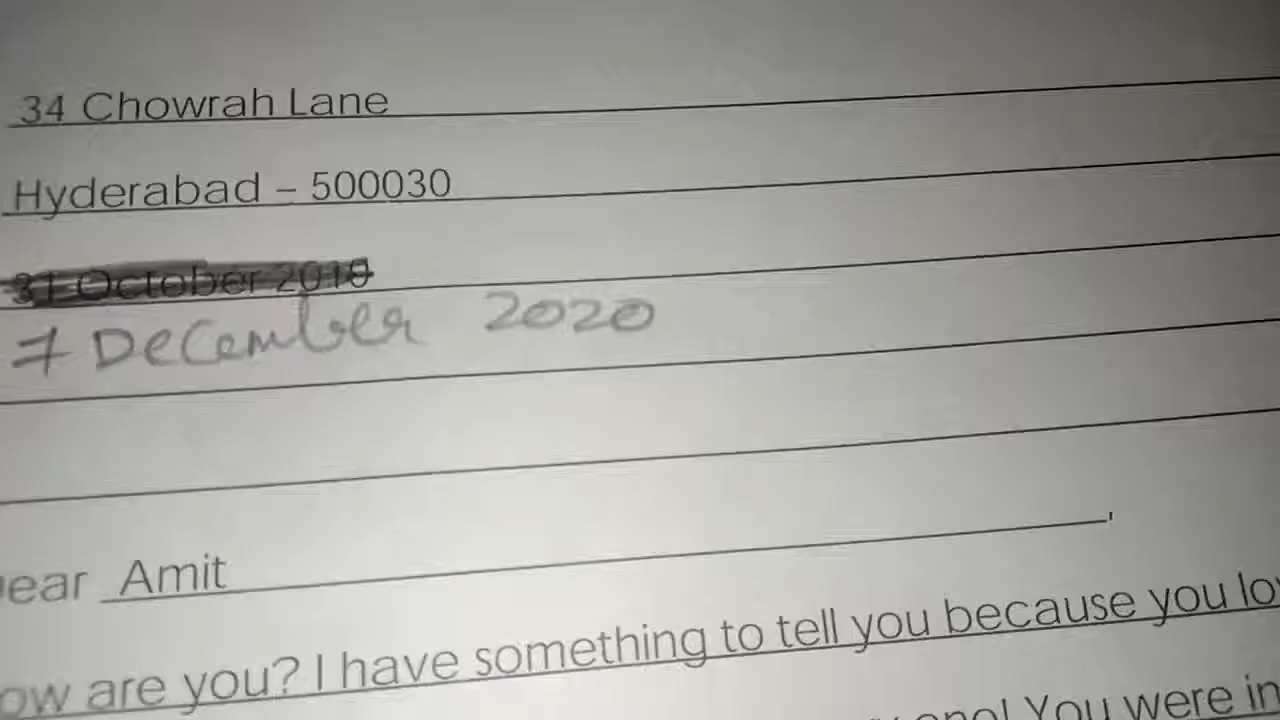 34 Chowrah Lane
Hyderabad – 500030
31 October 2018
7 December 2020
ear Amit ,
ow are you? I have something to tell you because you lo
You were in